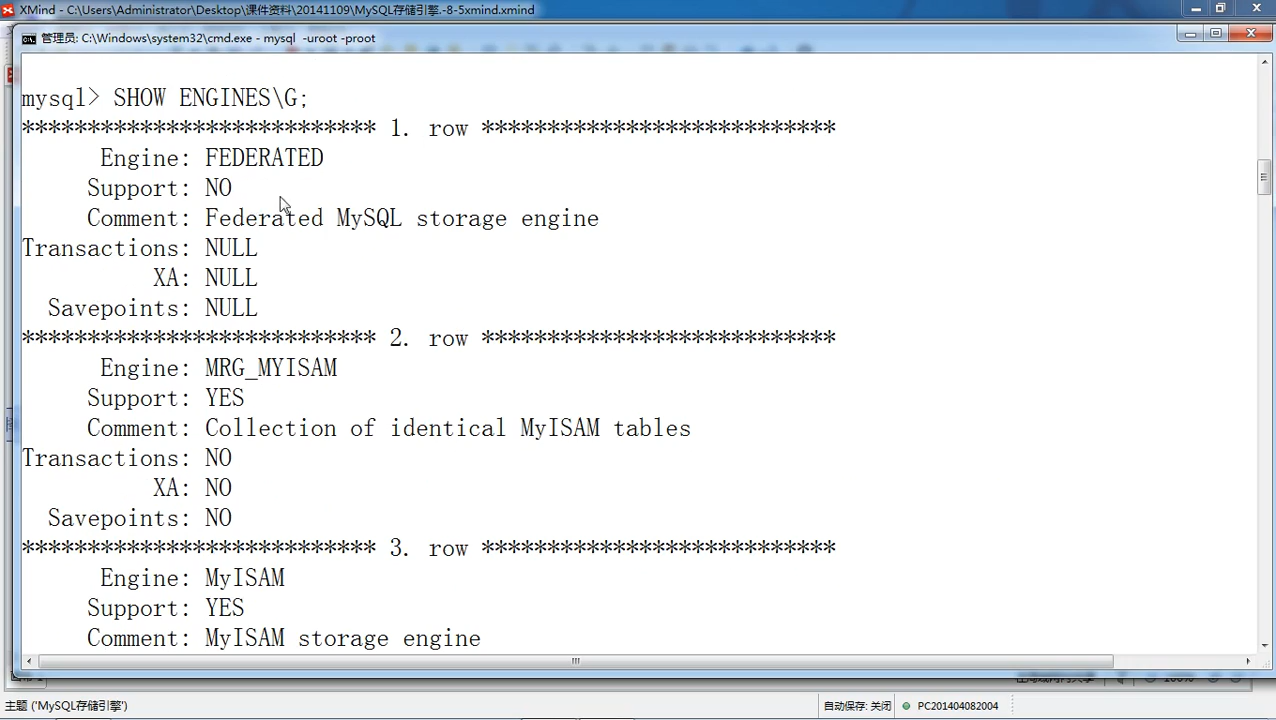 XMind - C:\Users\Administrator\Desktop\课件资料\20141109\MySQL存储引擎.-8-5xmind.xmind
管理员: C:\Windows\system32\cmd.exe - mysql  -uroot -proot
mysql> SHOW ENGINES\G;
*************************** 1. row ***************************
Engine: FEDERATED
Support: NO
Comment: Federated MySQL storage engine
Transactions: NULL
XA: NULL
Savepoints: NULL
*************************** 2. row ***************************
Engine: MRG_MYISAM
Support: YES
Comment: Collection of identical MyISAM tables
Transactions: NO
XA: NO
Savepoints: NO
*************************** 3. row ***************************
Engine: MyISAM
Support: YES
Comment: MyISAM storage engine
主题 ('MySQL存储引擎') 自动保存: 关闭 PC201404082004